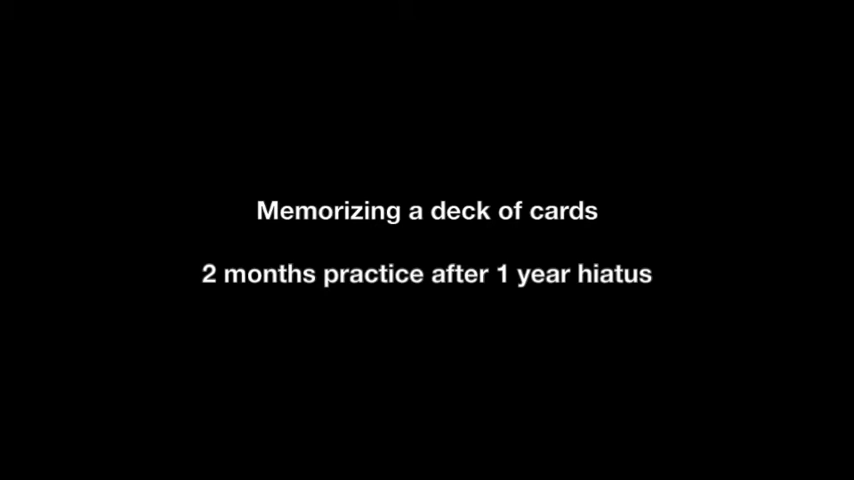 Memorizing a deck of cards
2 months practice after 1 year hiatus